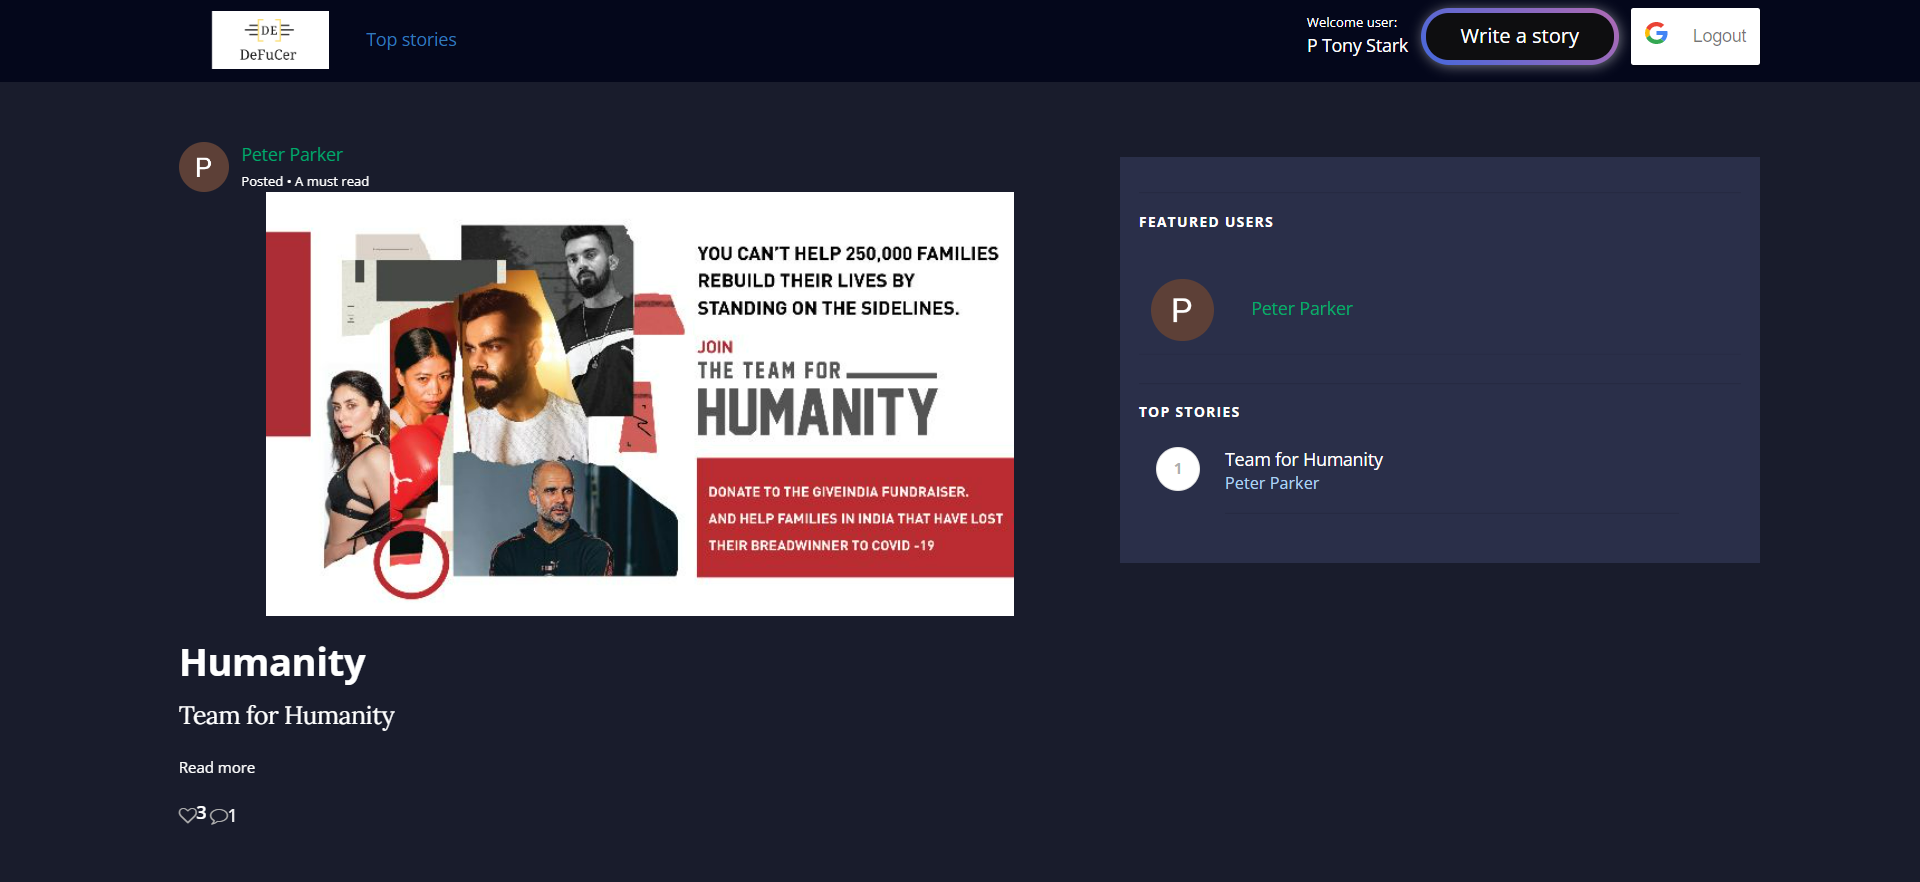 DE
DeFuCer
Top stories
Welcome user:
P Tony Stark
Write a story
Logout
P
Peter Parker
Posted • A must read
YOU CAN'T HELP 250,000 FAMILIES
REBUILD THEIR LIVES BY
STANDING ON THE SIDELINES.
JOIN
THE TEAM FOR
HUMANITY
DONATE TO THE GIVEINDIA FUNDRAISER.
AND HELP FAMILIES IN INDIA THAT HAVE LOST
THEIR BREADWINNER TO COVID -19
Humanity
Team for Humanity
Read more
3 1
FEATURED USERS
P
Peter Parker
TOP STORIES
1
Team for Humanity
Peter Parker